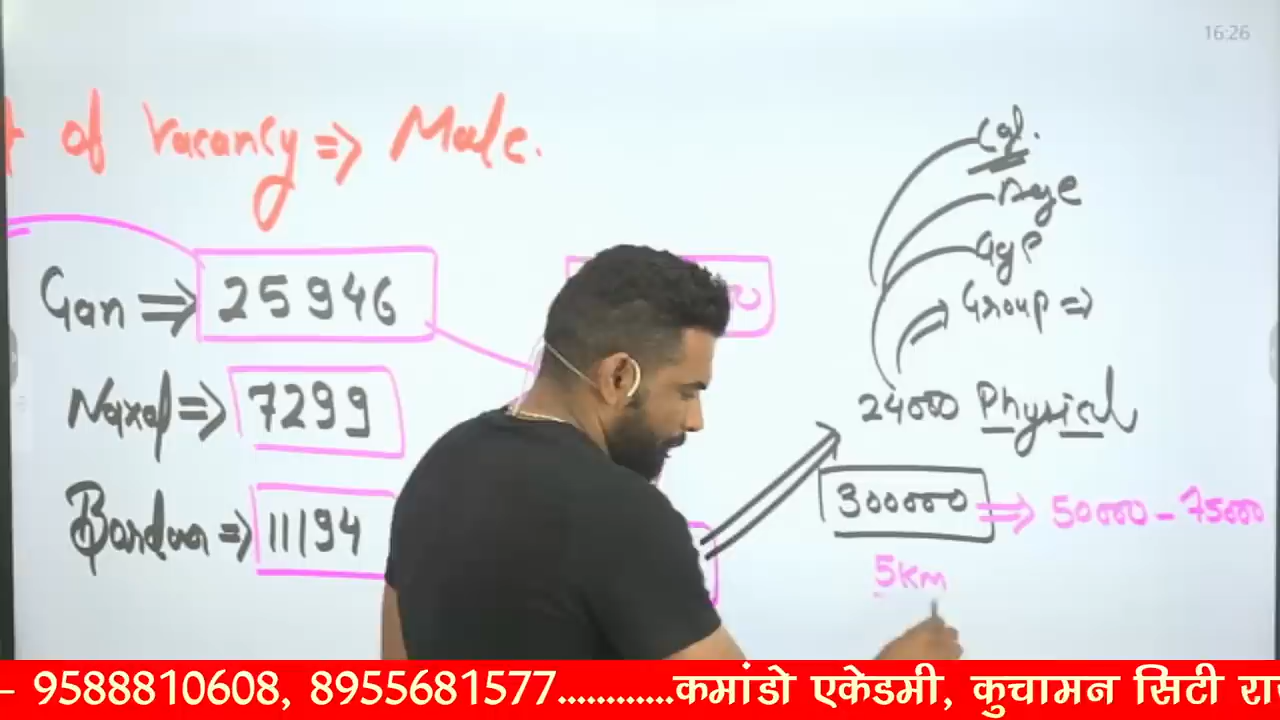 16:26
of vacancy => Male.
Age
Age
Group =>
Gan => 25946
Naxal => 7299
24000 Physical
300000 => 50000 - 75000
Bordar => 11194
5km
– 9588810608, 8955681577............कमांडो एकेडमी, कुचामन सिटी रा